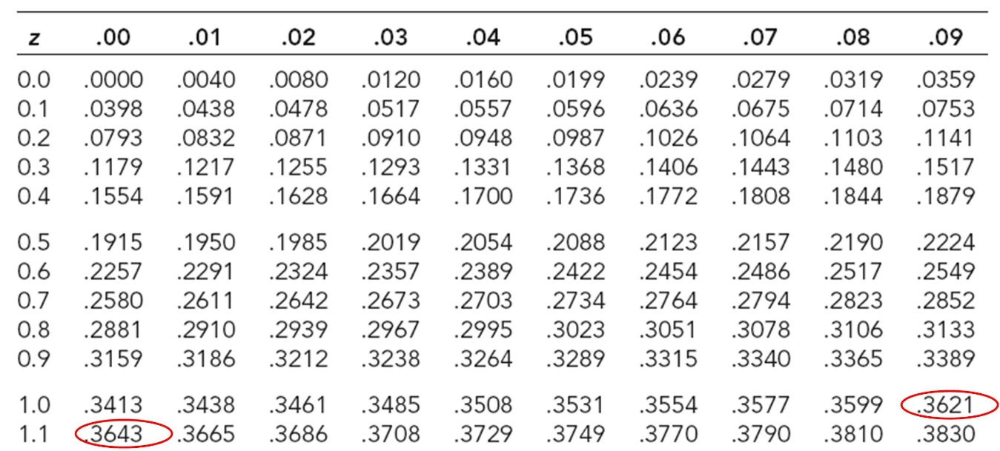 z .00 .01 .02 .03 .04 .05 .06 .07 .08 .09
0.0 .0000 .0040 .0080 .0120 .0160 .0199 .0239 .0279 .0319 .0359
0.1 .0398 .0438 .0478 .0517 .0557 .0596 .0636 .0675 .0714 .0753
0.2 .0793 .0832 .0871 .0910 .0948 .0987 .1026 .1064 .1103 .1141
0.3 .1179 .1217 .1255 .1293 .1331 .1368 .1406 .1443 .1480 .1517
0.4 .1554 .1591 .1628 .1664 .1700 .1736 .1772 .1808 .1844 .1879
0.5 .1915 .1950 .1985 .2019 .2054 .2088 .2123 .2157 .2190 .2224
0.6 .2257 .2291 .2324 .2357 .2389 .2422 .2454 .2486 .2517 .2549
0.7 .2580 .2611 .2642 .2673 .2703 .2734 .2764 .2794 .2823 .2852
0.8 .2881 .2910 .2939 .2967 .2995 .3023 .3051 .3078 .3106 .3133
0.9 .3159 .3186 .3212 .3238 .3264 .3289 .3315 .3340 .3365 .3389
1.0 .3413 .3438 .3461 .3485 .3508 .3531 .3554 .3577 .3599 .3621
1.1 .3643 .3665 .3686 .3708 .3729 .3749 .3770 .3790 .3810 .3830